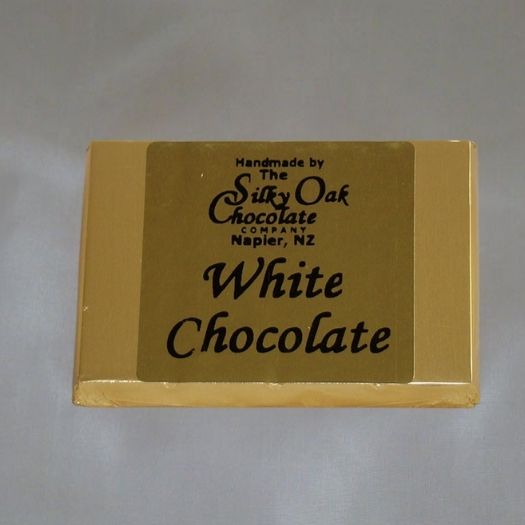 Handmade by
The
Silky Oak
Chocolate
COMPANY
Napier, NZ
White
Chocolate